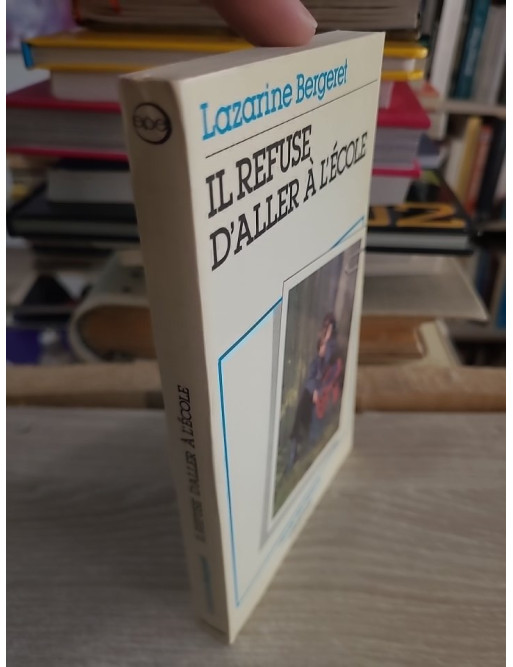 Lazarine Bergeret
IL REFUSE
D'ALLER À L'ÉCOLE
IL REFUSE D'ALLER À L'ÉCOLE